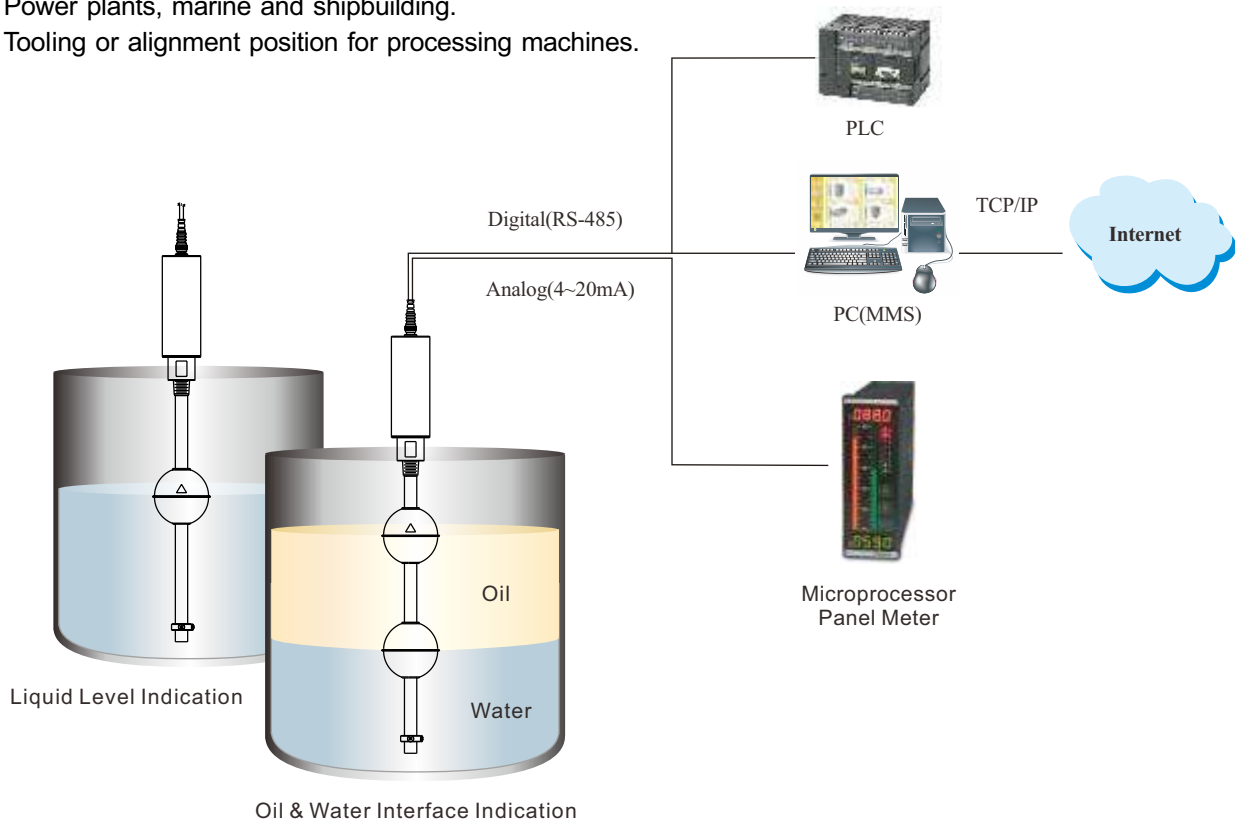 Power plants, marine and shipbuilding.
Tooling or alignment position for processing machines.
PLC
Digital(RS-485)
TCP/IP
Internet
Analog(4~20mA)
PC(MMS)
0880
Oil
Microprocessor
Panel Meter
Liquid Level Indication
Water
Oil & Water Interface Indication